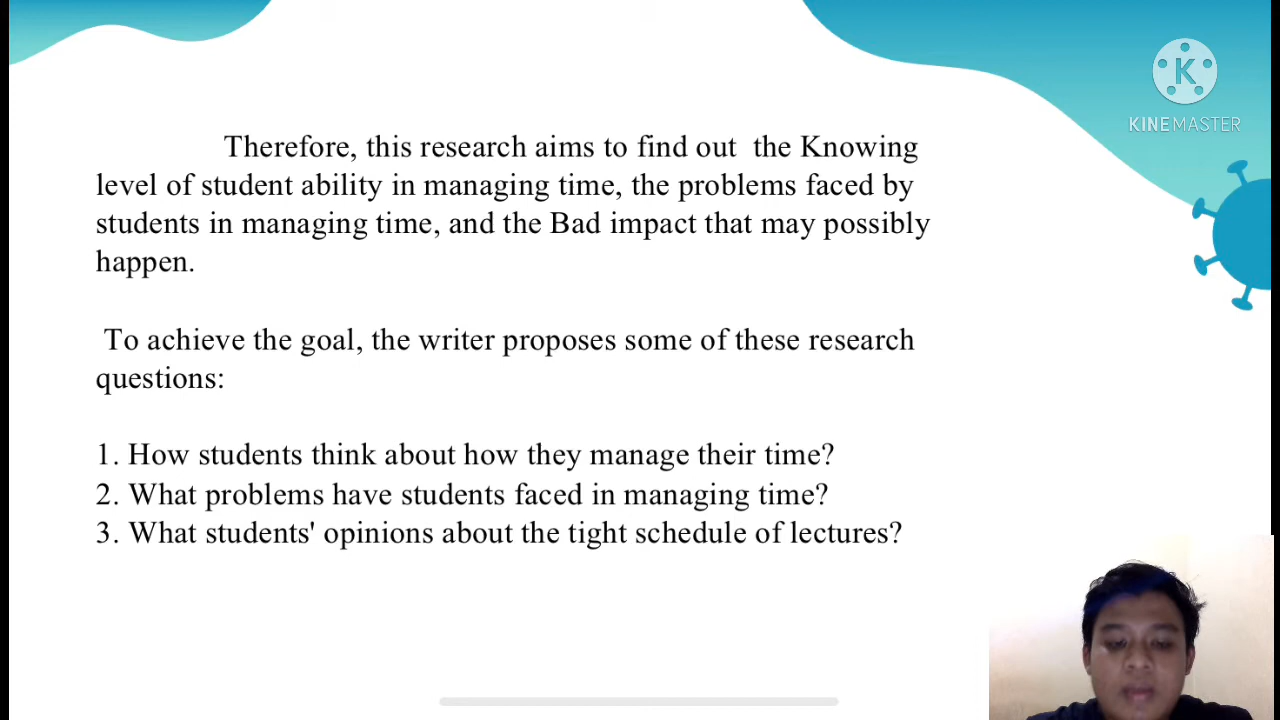 K
KINEMASTER
Therefore, this research aims to find out  the Knowing
level of student ability in managing time, the problems faced by
students in managing time, and the Bad impact that may possibly
happen.
To achieve the goal, the writer proposes some of these research
questions:
1. How students think about how they manage their time?
2. What problems have students faced in managing time?
3. What students' opinions about the tight schedule of lectures?